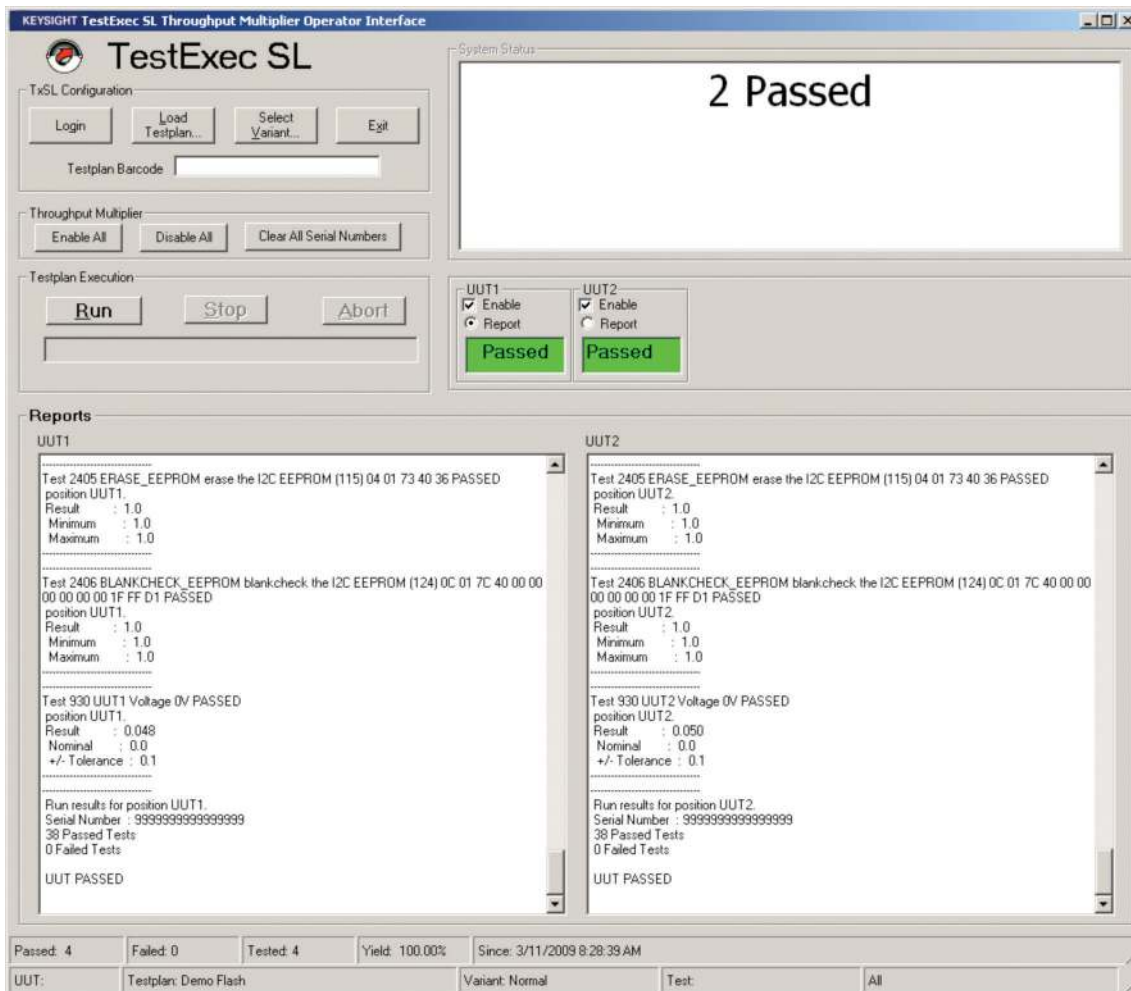 KEYSIGHT TestExec SL Throughput Multiplier Operator Interface
TestExec SL
TxSL Configuration
Login
Load Testplan...
Select Variant...
Exit
Testplan Barcode
Throughput Multiplier
Enable All
Disable All
Clear All Serial Numbers
Testplan Execution
Run
Stop
Abort
System Status
2 Passed
UUT1
Enable
Report
Passed
UUT2
Enable
Report
Passed
Reports
UUT1
--------------------------------
Test 2405 ERASE_EEPROM erase the I2C EEPROM (115) 04 01 73 40 36 PASSED
position UUT1.
Result : 1.0
Minimum : 1.0
Maximum : 1.0
--------------------------------
--------------------------------
Test 2406 BLANKCHECK_EEPROM blankcheck the I2C EEPROM (124) 0C 01 7C 40 00 00
00 00 00 00 1F FF D1 PASSED
position UUT1.
Result : 1.0
Minimum : 1.0
Maximum : 1.0
--------------------------------
--------------------------------
Test 930 UUT1 Voltage 0V PASSED
position UUT1.
Result : 0.048
Nominal : 0.0
+/- Tolerance : 0.1
--------------------------------
--------------------------------
Run results for position UUT1.
Serial Number : 9999999999999999
38 Passed Tests
0 Failed Tests
UUT PASSED
UUT2
--------------------------------
Test 2405 ERASE_EEPROM erase the I2C EEPROM (115) 04 01 73 40 36 PASSED
position UUT2.
Result : 1.0
Minimum : 1.0
Maximum : 1.0
--------------------------------
--------------------------------
Test 2406 BLANKCHECK_EEPROM blankcheck the I2C EEPROM (124) 0C 01 7C 40 00 00
00 00 00 00 1F FF D1 PASSED
position UUT2.
Result : 1.0
Minimum : 1.0
Maximum : 1.0
--------------------------------
--------------------------------
Test 930 UUT2 Voltage 0V PASSED
position UUT2.
Result : 0.050
Nominal : 0.0
+/- Tolerance : 0.1
--------------------------------
--------------------------------
Run results for position UUT2.
Serial Number : 9999999999999999
38 Passed Tests
0 Failed Tests
UUT PASSED
Passed: 4
Failed: 0
Tested: 4
Yield: 100.00%
Since: 3/11/2009 8:28:39 AM
UUT:
Testplan: Demo Flash
Variant: Normal
Test:
All